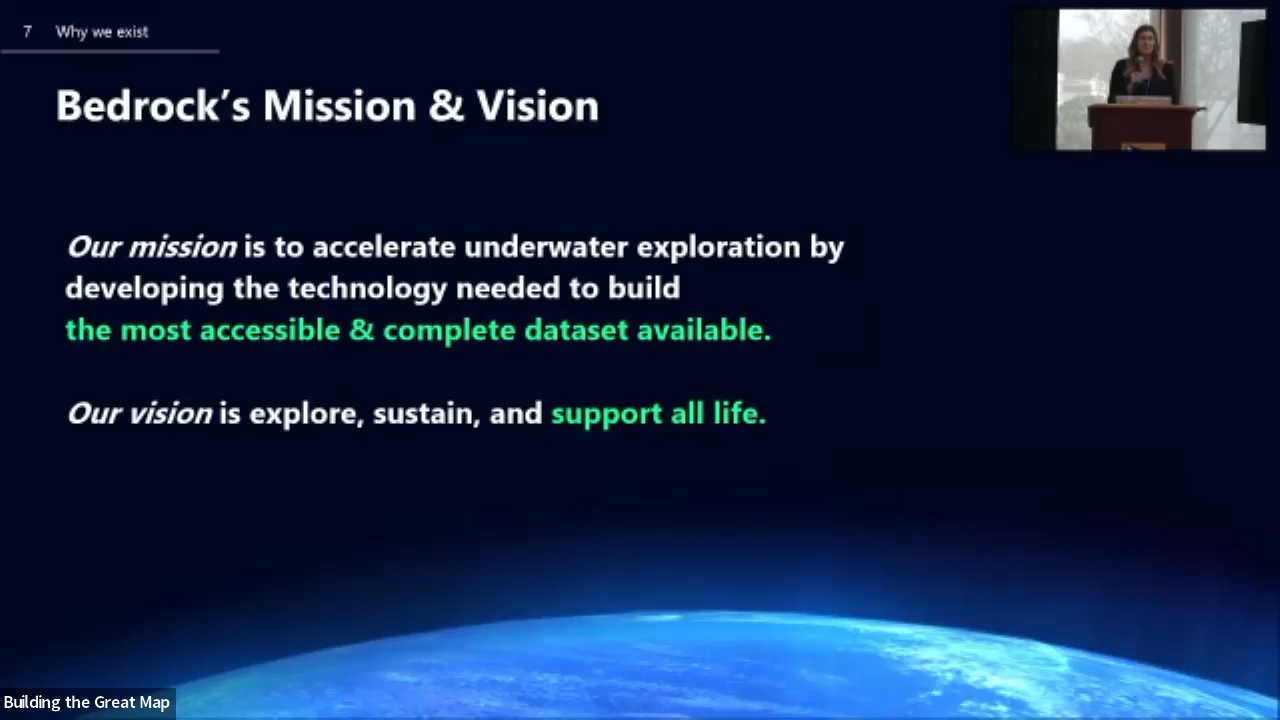 7 Why we exist
Bedrock's Mission & Vision
Our mission is to accelerate underwater exploration by
developing the technology needed to build
the most accessible & complete dataset available.
Our vision is explore, sustain, and support all life.
Building the Great Map